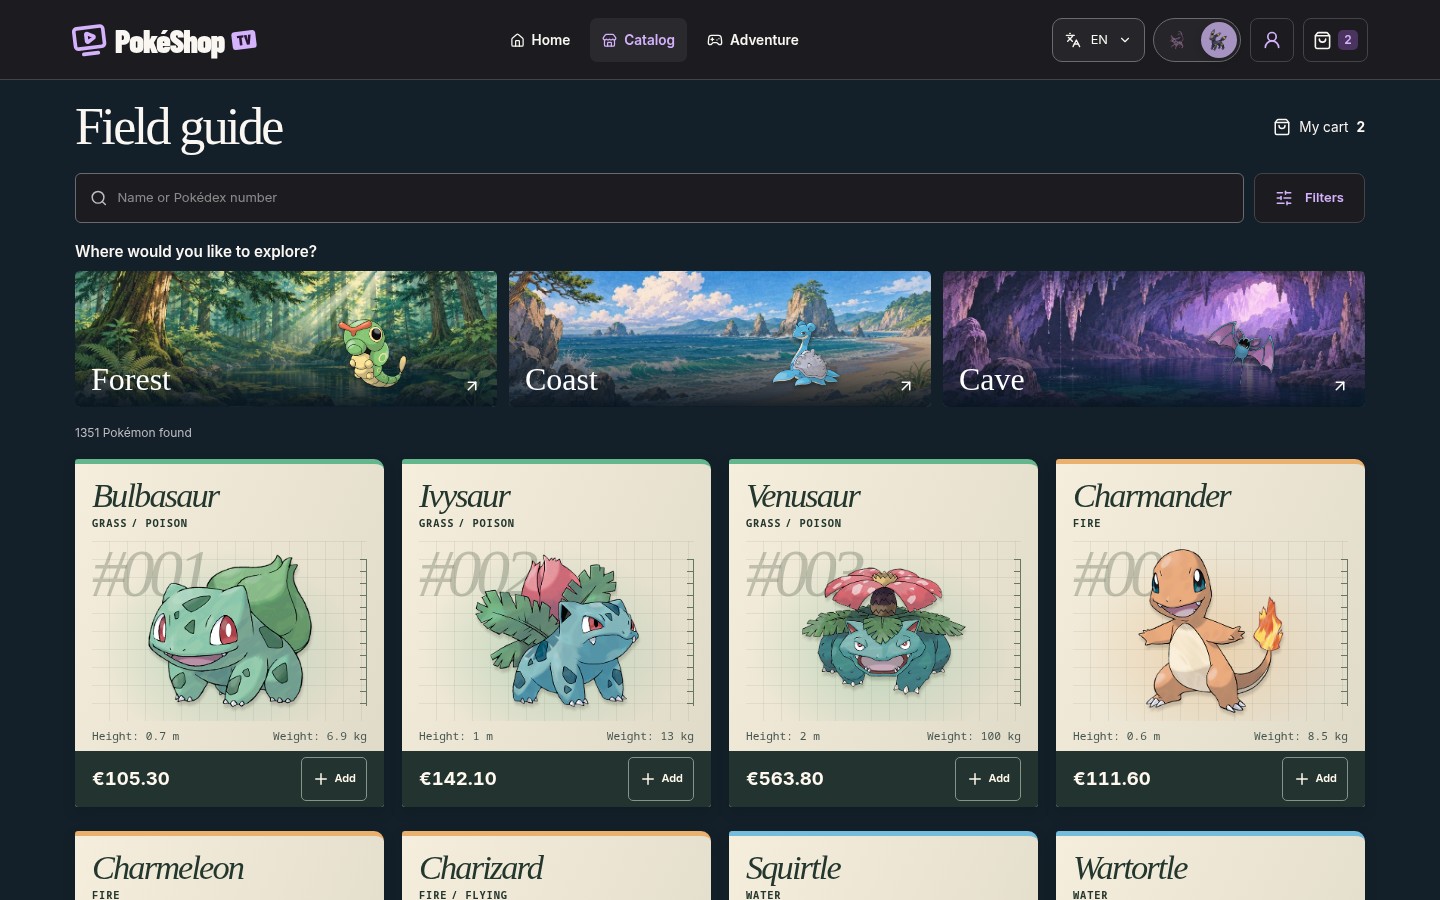 PokéShop TV
Home
Catalog
Adventure
EN
2
Field guide
My cart 2
Name or Pokédex number
Filters
Where would you like to explore?
Forest
Coast
Cave
1351 Pokémon found
Bulbasaur
GRASS / POISON
#001
Height: 0.7 m
Weight: 6.9 kg
€105.30
Add
Ivysaur
GRASS / POISON
#002
Height: 1 m
Weight: 13 kg
€142.10
Add
Venusaur
GRASS / POISON
#003
Height: 2 m
Weight: 100 kg
€563.80
Add
Charmander
FIRE
#00
Height: 0.6 m
Weight: 8.5 kg
€111.60
Add
Charmeleon
FIRE
Charizard
FIRE / FLYING
Squirtle
WATER
Wartortle
WATER